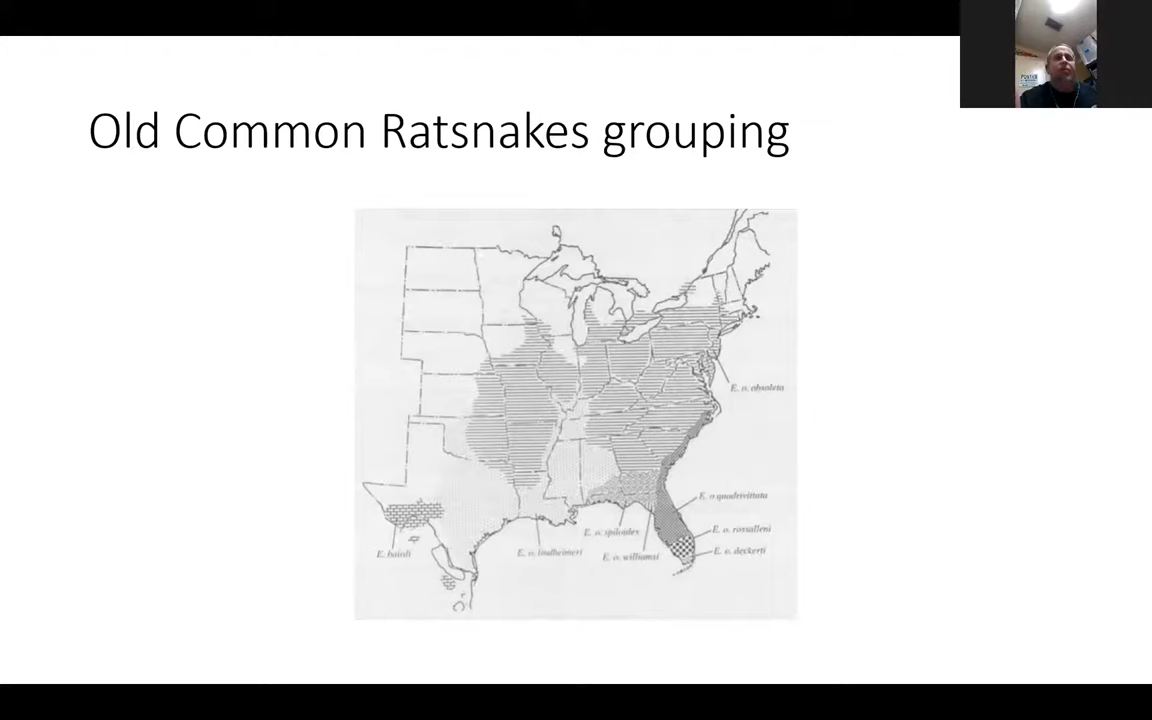 Old Common Ratsnakes grouping
E. o. obsoleta
E. o quadrivittata
E. o. rossalleni
E. o. deckerti
E. o. spiloides
E. o. williamsi
E. o. lindheimeri
E. bairdi